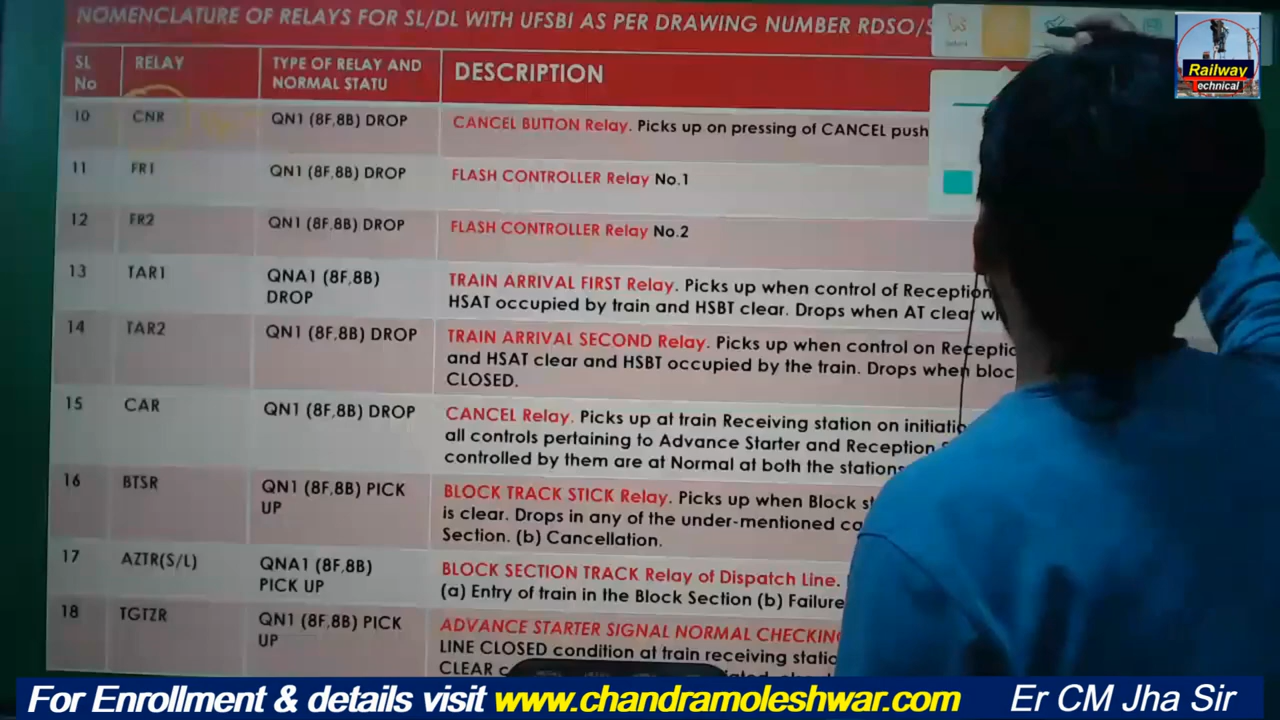 NOMENCLATURE OF RELAYS FOR SL/DL WITH UFSBI AS PER DRAWING NUMBER RDSO/S
Railway
Technical
SL No RELAY TYPE OF RELAY AND NORMAL STATU DESCRIPTION
10 CNR QN1 (8F,8B) DROP CANCEL BUTTON Relay. Picks up on pressing of CANCEL push
11 FR1 QN1 (8F,8B) DROP FLASH CONTROLLER Relay No.1
12 FR2 QN1 (8F,8B) DROP FLASH CONTROLLER Relay No.2
13 TAR1 QNA1 (8F,8B) DROP TRAIN ARRIVAL FIRST Relay. Picks up when control of Reception
HSAT occupied by train and HSBT clear. Drops when AT clear
14 TAR2 QN1 (8F,8B) DROP TRAIN ARRIVAL SECOND Relay. Picks up when control on
and HSAT clear and HSBT occupied by the train. Drops when
CLOSED.
15 CAR QN1 (8F,8B) DROP CANCEL Relay. Picks up at train Receiving station on
all controls pertaining to Advance Starter and Reception
controlled by them are at Normal at both the stations
16 BTSR QN1 (8F,8B) PICK UP BLOCK TRACK STICK Relay. Picks up when Block
is clear. Drops in any of the under-mentioned
Section. (b) Cancellation.
17 AZTR(S/L) QNA1 (8F,8B) PICK UP BLOCK SECTION TRACK Relay of Dispatch Line.
(a) Entry of train in the Block Section (b) Failure
18 TGTZR QN1 (8F,8B) PICK UP ADVANCE STARTER SIGNAL NORMAL CHECKING
LINE CLOSED condition at train receiving
CLEAR
For Enrollment & details visit www.chandramoleshwar.com Er CM Jha Sir